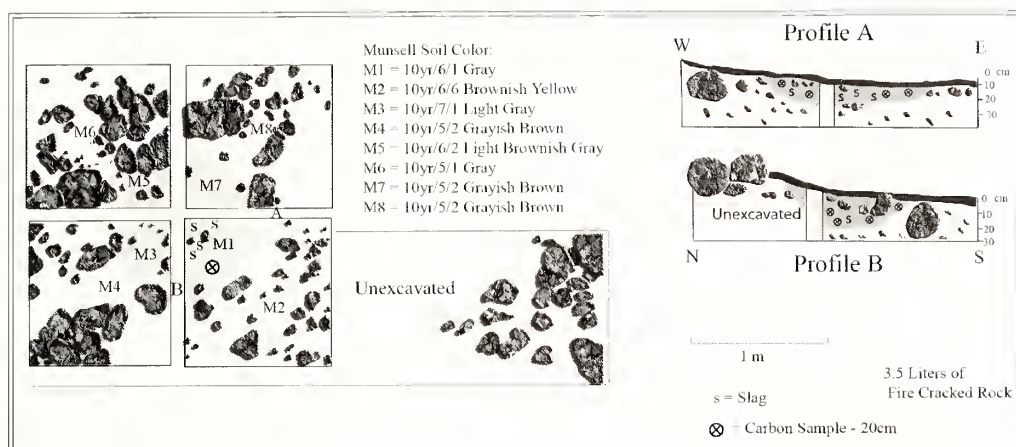 Munsell Soil Color:
M1 = 10yr/6/1 Gray
M2 = 10yr/6/6 Brownish Yellow
M3 = 10yr/7/1 Light Gray
M4 = 10yr/5/2 Grayish Brown
M5 = 10yr/6/2 Light Brownish Gray
M6 = 10yr/5/1 Gray
M7 = 10yr/5/2 Grayish Brown
M8 = 10yr/5/2 Grayish Brown
M6
M5
M8
M7
A
M3
M4
B
s
s
s
s
M1
M2
Unexcavated
Profile A
W
E
0 cm
10
20
30
S
S
S
S
S
Unexcavated
S
0 cm
10
20
30
N
S
Profile B
1 m
s = Slag
3.5 Liters of
Fire Cracked Rock
⊗ = Carbon Sample - 20cm